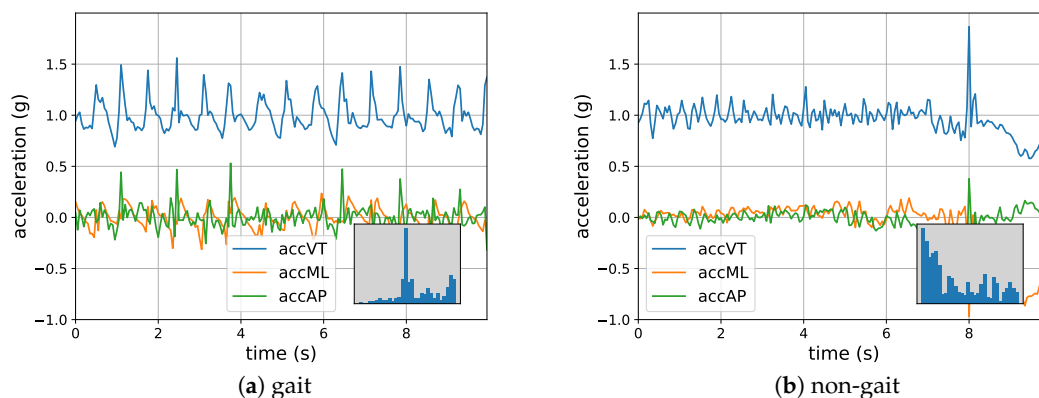 1.5
1.0
0.5
0.0
−0.5
−1.0
acceleration (g)
accVT
accML
accAP
0 2 4 6 8
time (s)
(a) gait
1.5
1.0
0.5
0.0
−0.5
−1.0
acceleration (g)
accVT
accML
accAP
0 2 4 6 8
time (s)
(b) non-gait